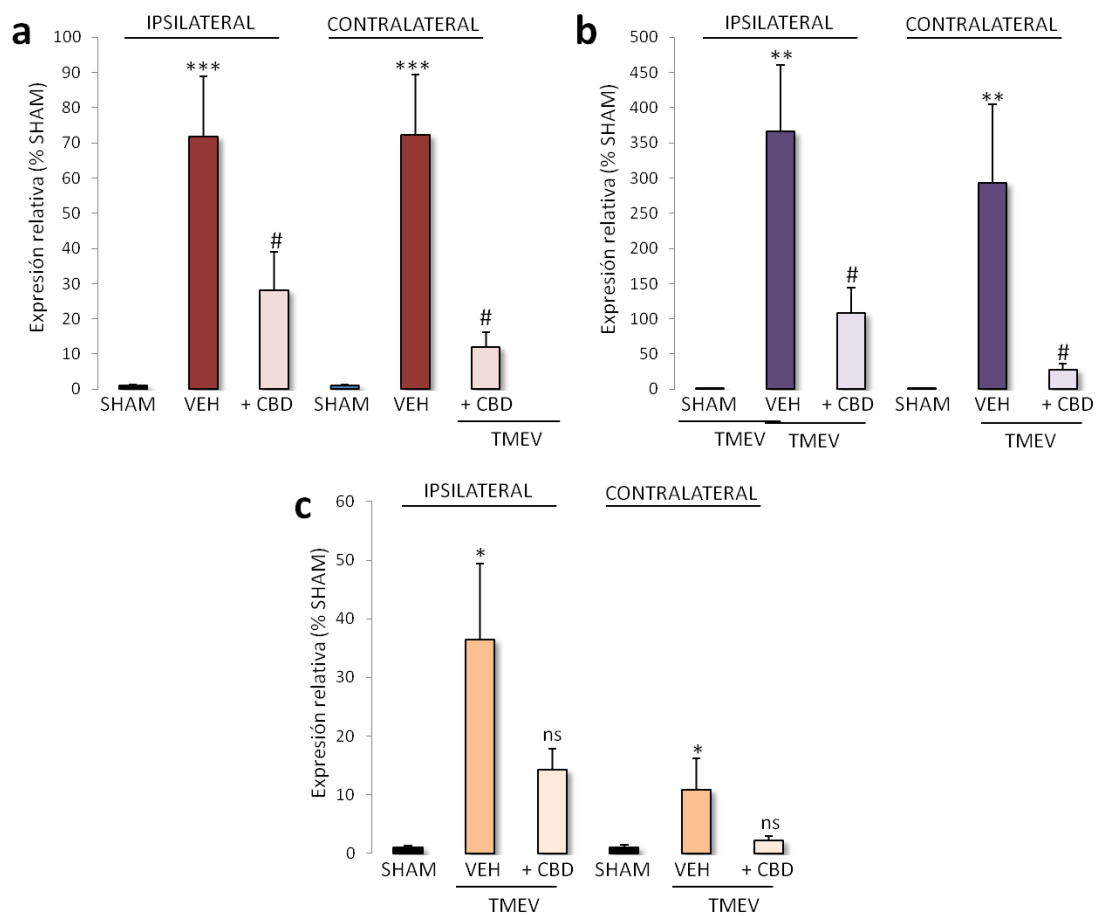 a
IPSILATERAL CONTRALATERAL
Expresión relativa (% SHAM)
100
90
80
70
60
50
40
30
20
10
0
*** ***
#
#
SHAM VEH + CBD SHAM VEH + CBD
TMEV
b
IPSILATERAL CONTRALATERAL
Expresión relativa (% SHAM)
500
450
400
350
300
250
200
150
100
50
0
** **
#
#
SHAM VEH + CBD SHAM VEH + CBD
TMEV TMEV TMEV
c
IPSILATERAL CONTRALATERAL
Expresión relativa (% SHAM)
60
50
40
30
20
10
0
*
ns
*
ns
SHAM VEH + CBD SHAM VEH + CBD
TMEV TMEV